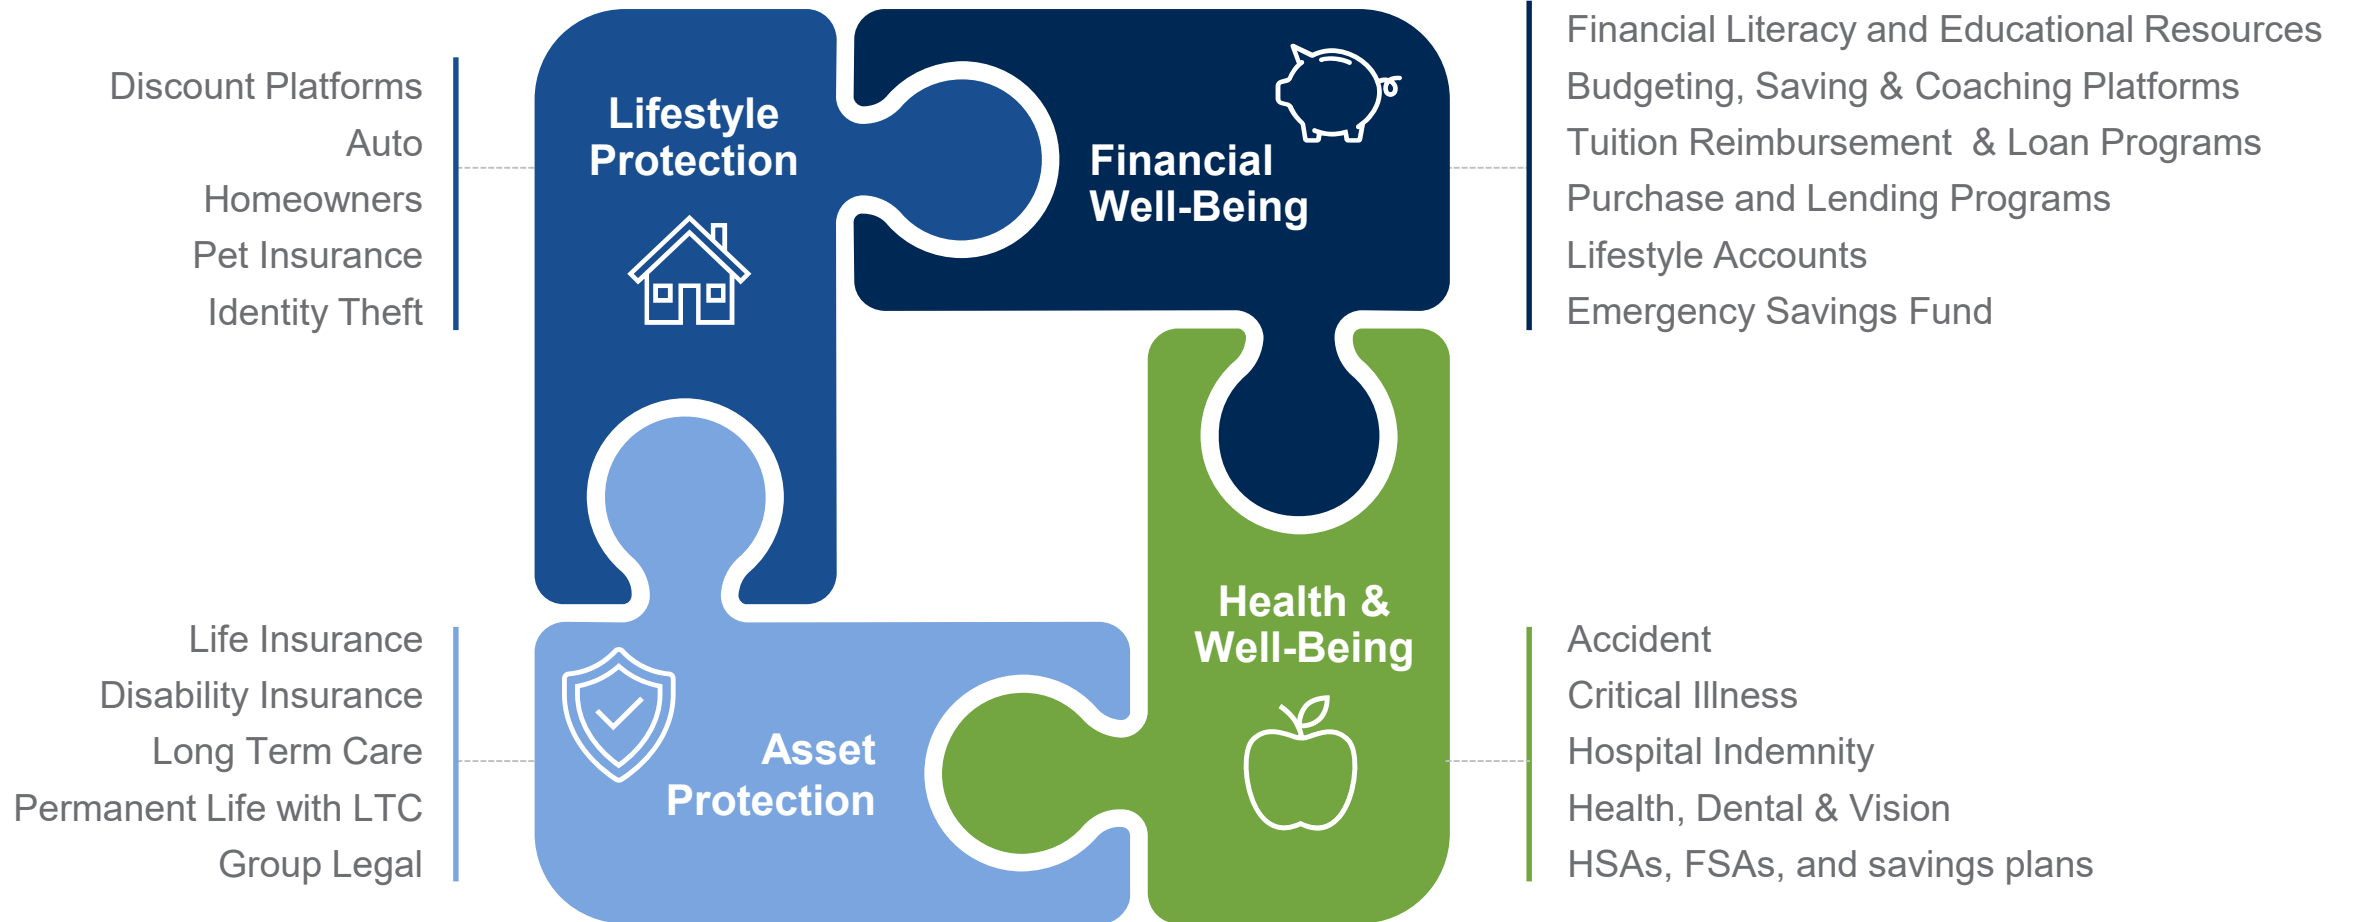 Discount Platforms
Auto
Homeowners
Pet Insurance
Identity Theft
Lifestyle
Protection
Financial
Well-Being
Financial Literacy and Educational Resources
Budgeting, Saving & Coaching Platforms
Tuition Reimbursement  & Loan Programs
Purchase and Lending Programs
Lifestyle Accounts
Emergency Savings Fund
Life Insurance
Disability Insurance
Long Term Care
Permanent Life with LTC
Group Legal
Asset
Protection
Health &
Well-Being
Accident
Critical Illness
Hospital Indemnity
Health, Dental & Vision
HSAs, FSAs, and savings plans